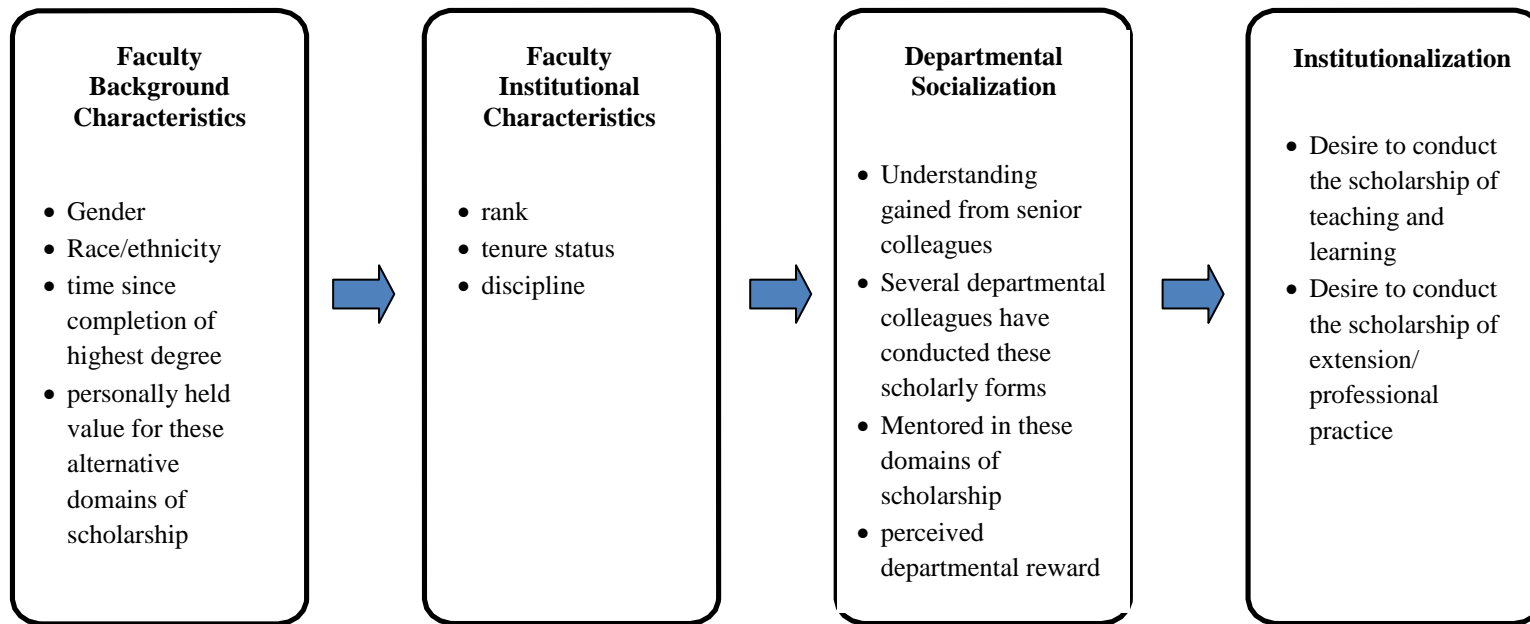 Faculty
Background
Characteristics
• Gender
• Race/ethnicity
• time since
completion of
highest degree
• personally held
value for these
alternative
domains of
scholarship
Faculty
Institutional
Characteristics
• rank
• tenure status
• discipline
Departmental
Socialization
• Understanding
gained from senior
colleagues
• Several departmental
colleagues have
conducted these
scholarly forms
• Mentored in these
domains of
scholarship
• perceived
departmental reward
Institutionalization
• Desire to conduct
the scholarship of
teaching and
learning
• Desire to conduct
the scholarship of
extension/
professional
practice